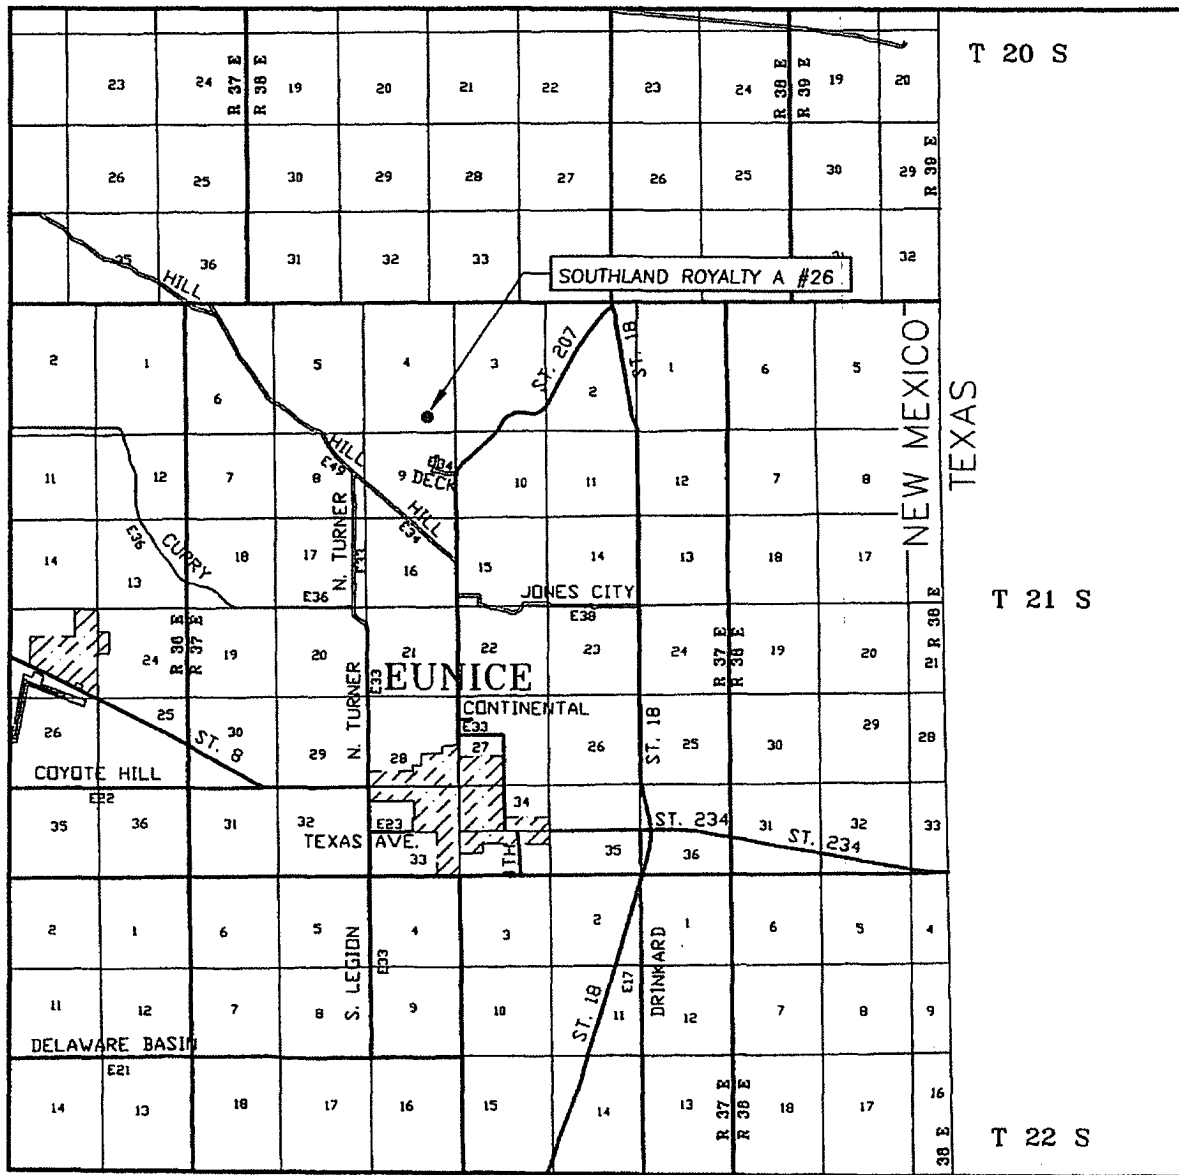 T 20 S
23 24 R 37 E R 38 E 19 20 21 22 23 24 R 38 E R 39 E 19 20
26 25 30 29 28 27 26 25 30 29 R 39 E
35 36 31 32 33 32
HILL
SOUTHLAND ROYALTY A #26
2 1 6 5 4 3 ST. 207 2 ST. 18 1 6 5
NEW MEXICO
TEXAS
11 12 7 8 HILL E49 9 DECK 10 11 12 7 8
14 13 E36 CURRY 18 17 N. TURNER E33 16 HILL E34 15 14 13 18 17
E36 JONES CITY
E38
T 21 S
24 R 36 E R 37 E 19 20 21 22 23 24 R 37 E R 38 E 19 20 21 R 38 E
EUNICE
N. TURNER E33
CONTINENTAL
E33
26 25 30 ST. 8 29 28 27 26 ST. 18 25 30 29 28
COYOTE HILL
E22
35 36 31 32 E23 34 ST. 234 31 32 33
TEXAS AVE. 33 35 36 ST. 234
2 1 6 5 4 3 2 1 6 5 4
S. LEGION E33 DRINKARD
11 12 7 8 9 10 ST. 18 11 E17 12 7 8 9
DELAWARE BASIN
E21
14 13 18 17 16 15 14 13 R 37 E R 38 E 18 17 16
38 E
T 22 S